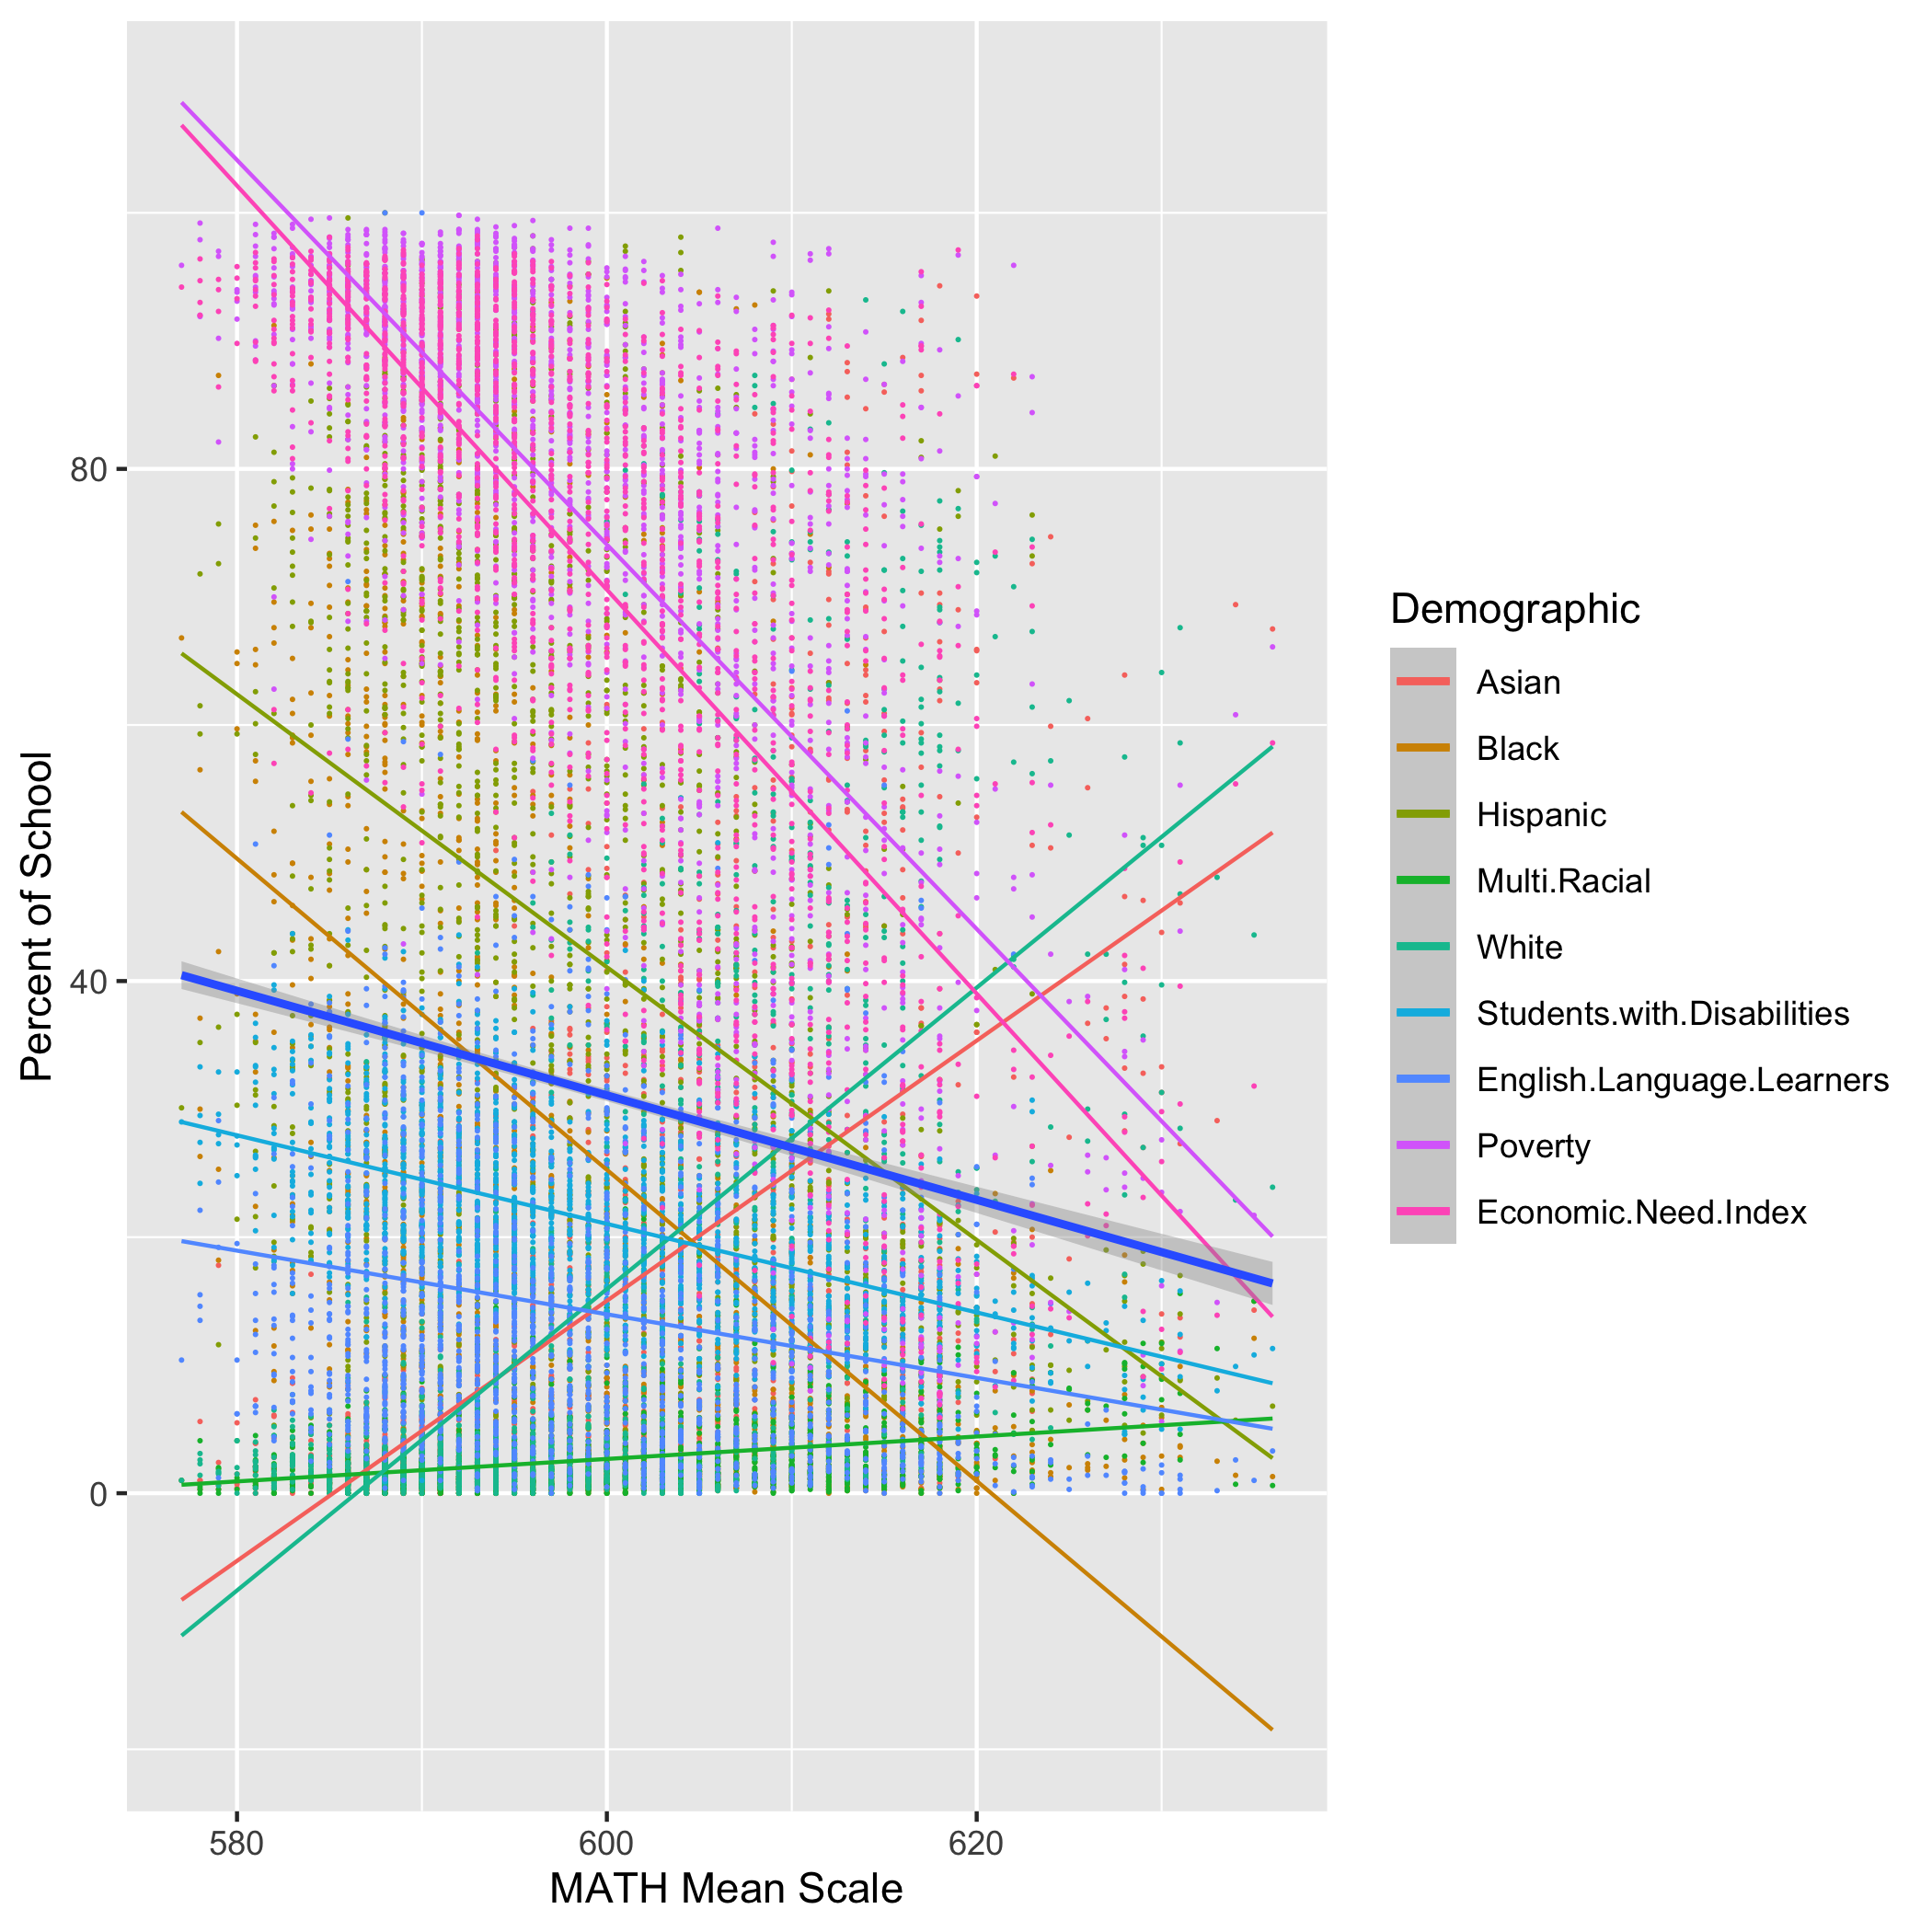 80
40
0
Percent of School
580 600 620
MATH Mean Scale
Demographic
Asian
Black
Hispanic
Multi.Racial
White
Students.with.Disabilities
English.Language.Learners
Poverty
Economic.Need.Index